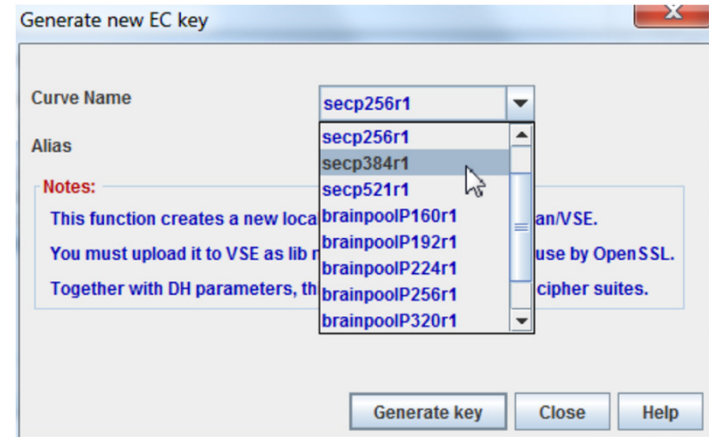 Generate new EC key
Curve Name
secp256r1
Alias
secp256r1
secp384r1
secp521r1
brainpoolP160r1
brainpoolP192r1
brainpoolP224r1
brainpoolP256r1
brainpoolP320r1
Notes:
This function creates a new loca an/VSE.
You must upload it to VSE as lib use by OpenSSL.
Together with DH parameters, cipher suites.
Generate key
Close
Help